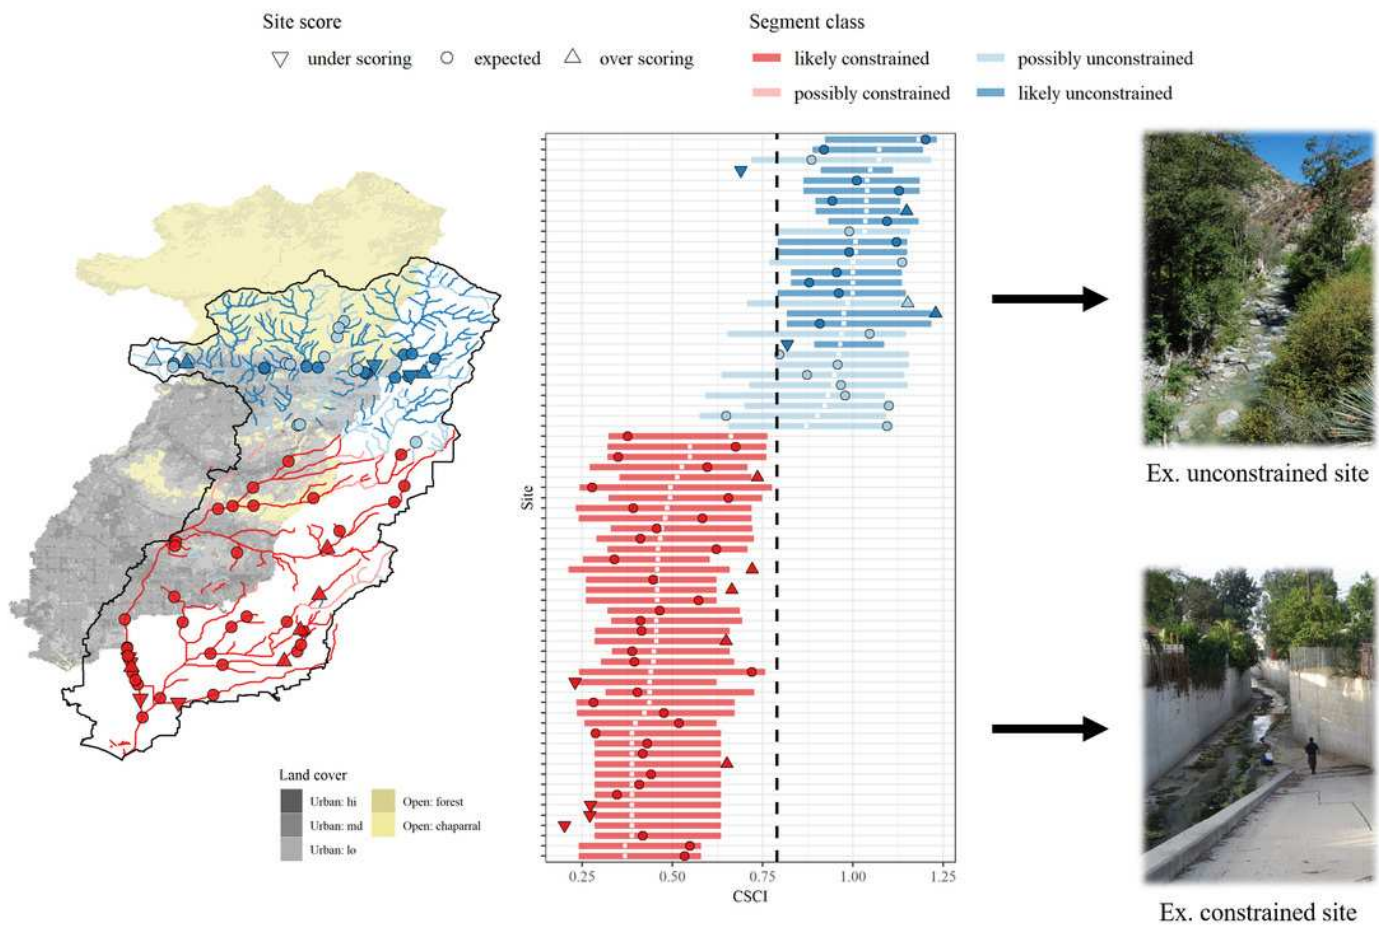 Site score
under scoring
expected
over scoring
Segment class
likely constrained
possibly unconstrained
possibly constrained
likely unconstrained
Ex. unconstrained site
Site
Land cover
Urban: hi
Open: forest
Urban: md
Open: chaparral
Urban: lo
0.25
0.50
0.75
1.00
1.25
CSCI
Ex. constrained site